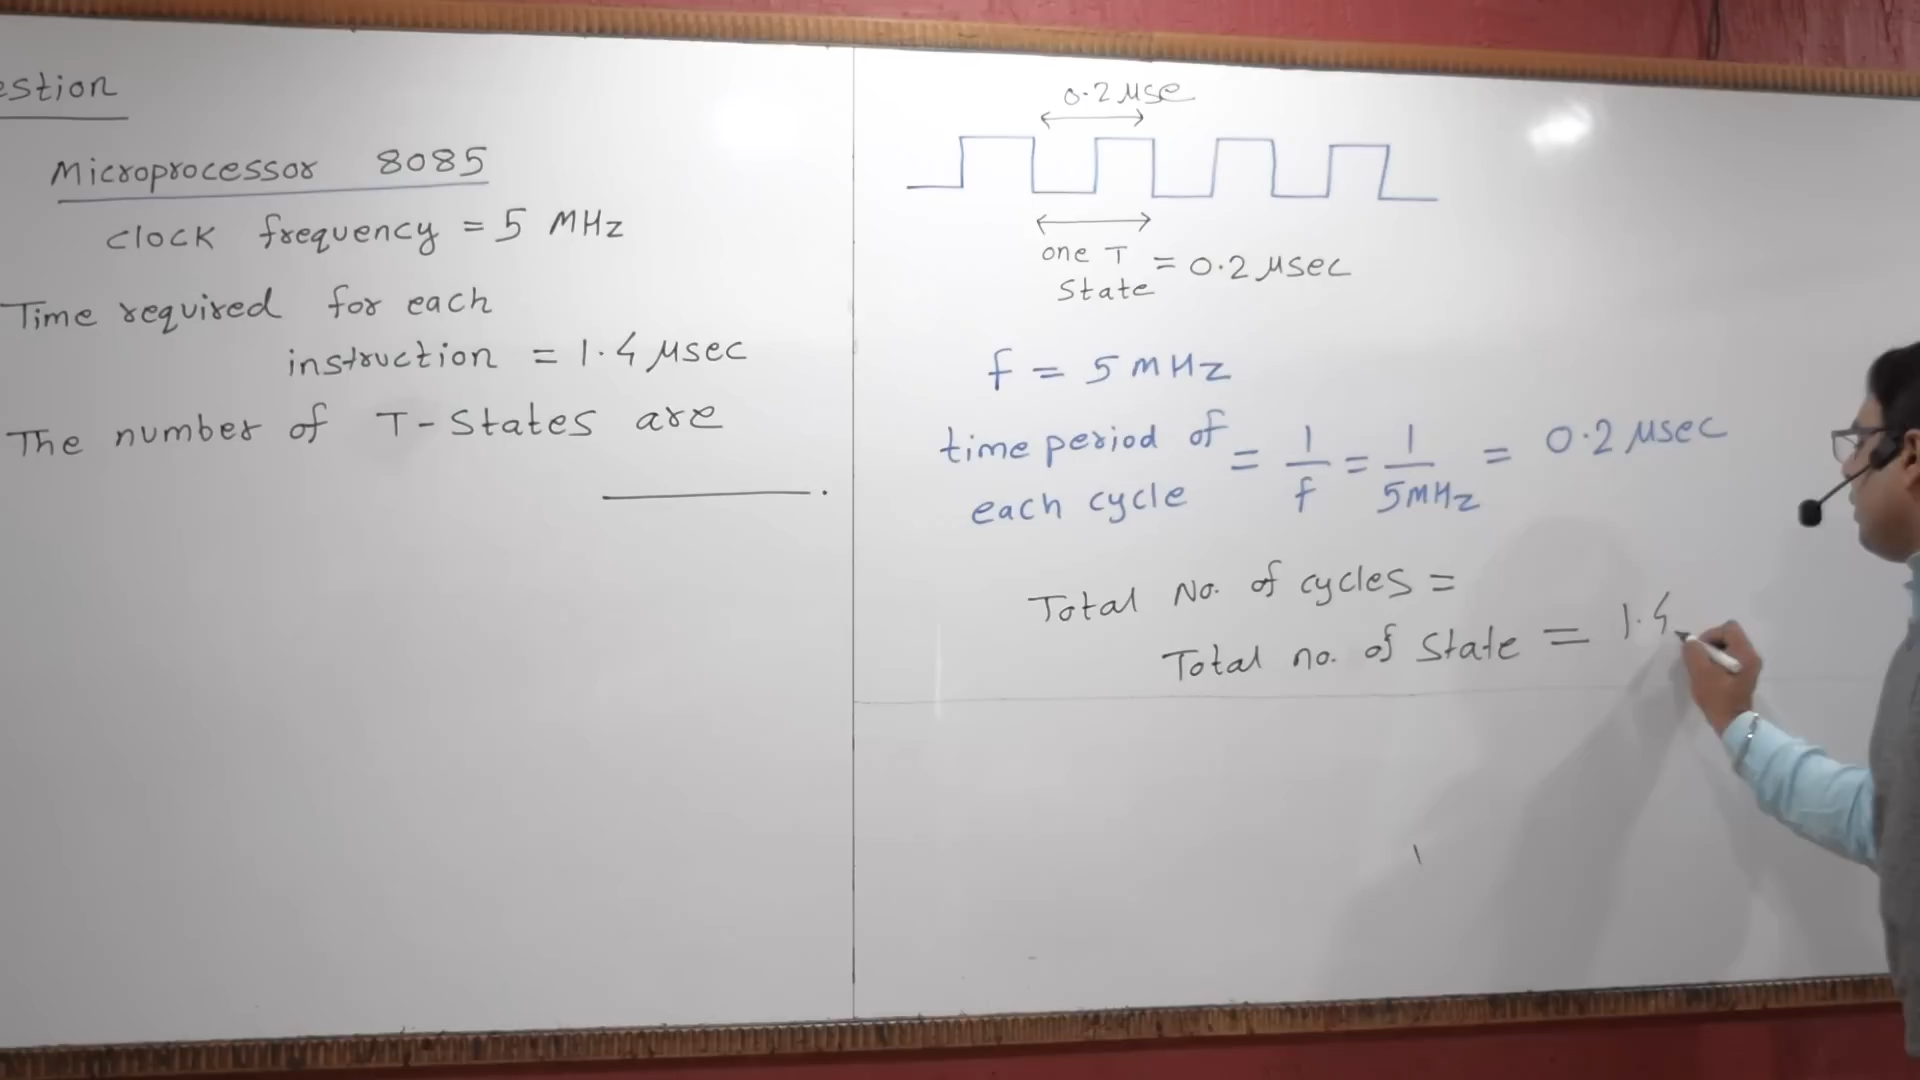 estion
Microprocessor 8085
clock frequency = 5 MHz
Time required for each
instruction = 1.4 μsec
The number of T-States are
__________.
0.2 μse
one T
State = 0.2 μsec
f = 5 mHz
time period of
each cycle = 1/f = 1/5mHz = 0.2 μsec
Total No. of cycles =
Total no. of State = 1.4